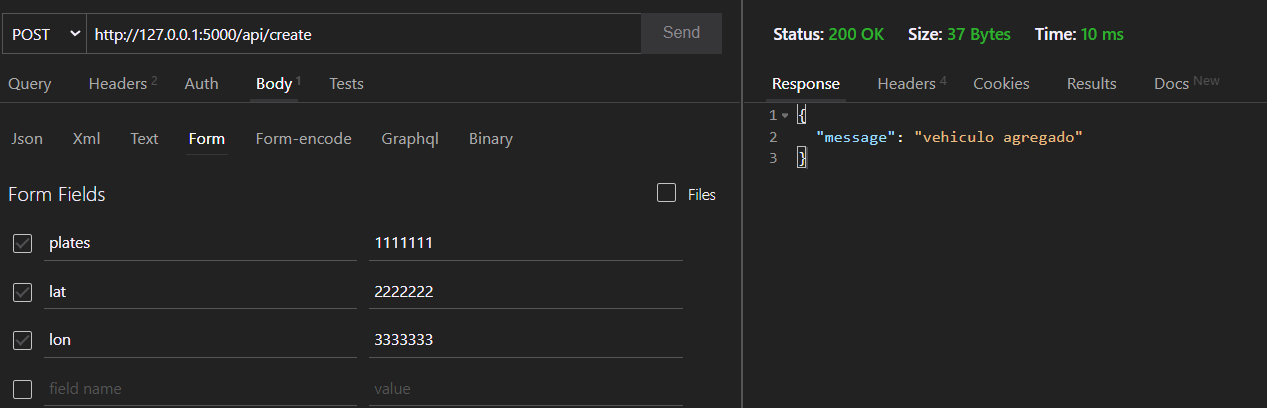 POST http://127.0.0.1:5000/api/create Send
Query Headers 2 Auth Body 1 Tests
Json Xml Text Form Form-encode Graphql Binary
Form Fields Files
plates 1111111
lat 2222222
lon 3333333
field name value
Status: 200 OK Size: 37 Bytes Time: 10 ms
Response Headers 4 Cookies Results Docs New
1 {
2 "message": "vehiculo agregado"
3 }